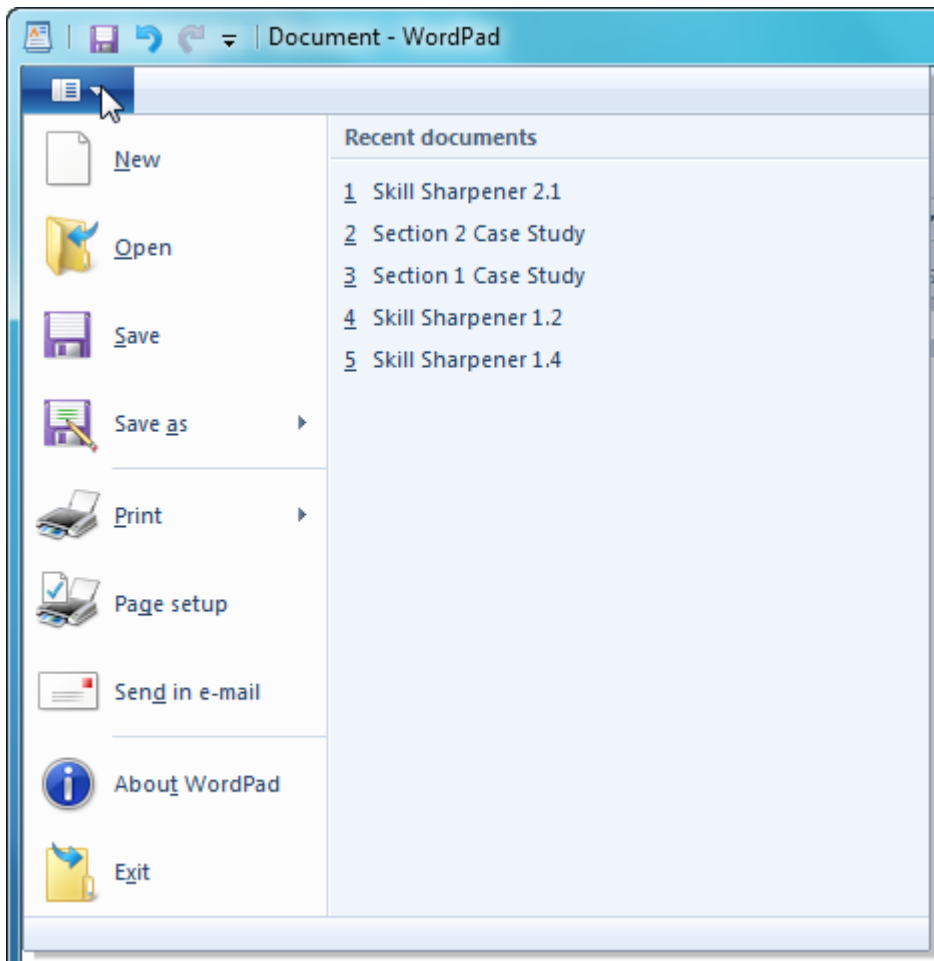 Document - WordPad
New
Open
Save
Save as
Print
Page setup
Send in e-mail
About WordPad
Exit
Recent documents
1 Skill Sharpener 2.1
2 Section 2 Case Study
3 Section 1 Case Study
4 Skill Sharpener 1.2
5 Skill Sharpener 1.4